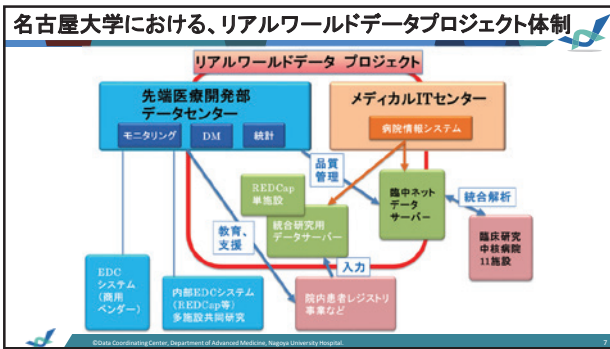 名古屋大学における、リアルワールドデータプロジェクト体制
リアルワールドデータ プロジェクト
先端医療開発部
データセンター
モニタリング
DM
統計
メディカルITセンター
病院情報システム
品質
管理
REDCap
単施設
統合研究用
データサーバー
臨中ネット
データ
サーバー
統合解析
教育、
支援
臨床研究
中核病院
11施設
入力
EDC
システム
(商用
ベンダー)
内部EDCシステム
(REDCap等)
多施設共同研究
院内患者レジストリ
事業など
©Data Coordinating Center, Department of Advanced Medicine, Nagoya University Hospital.
7